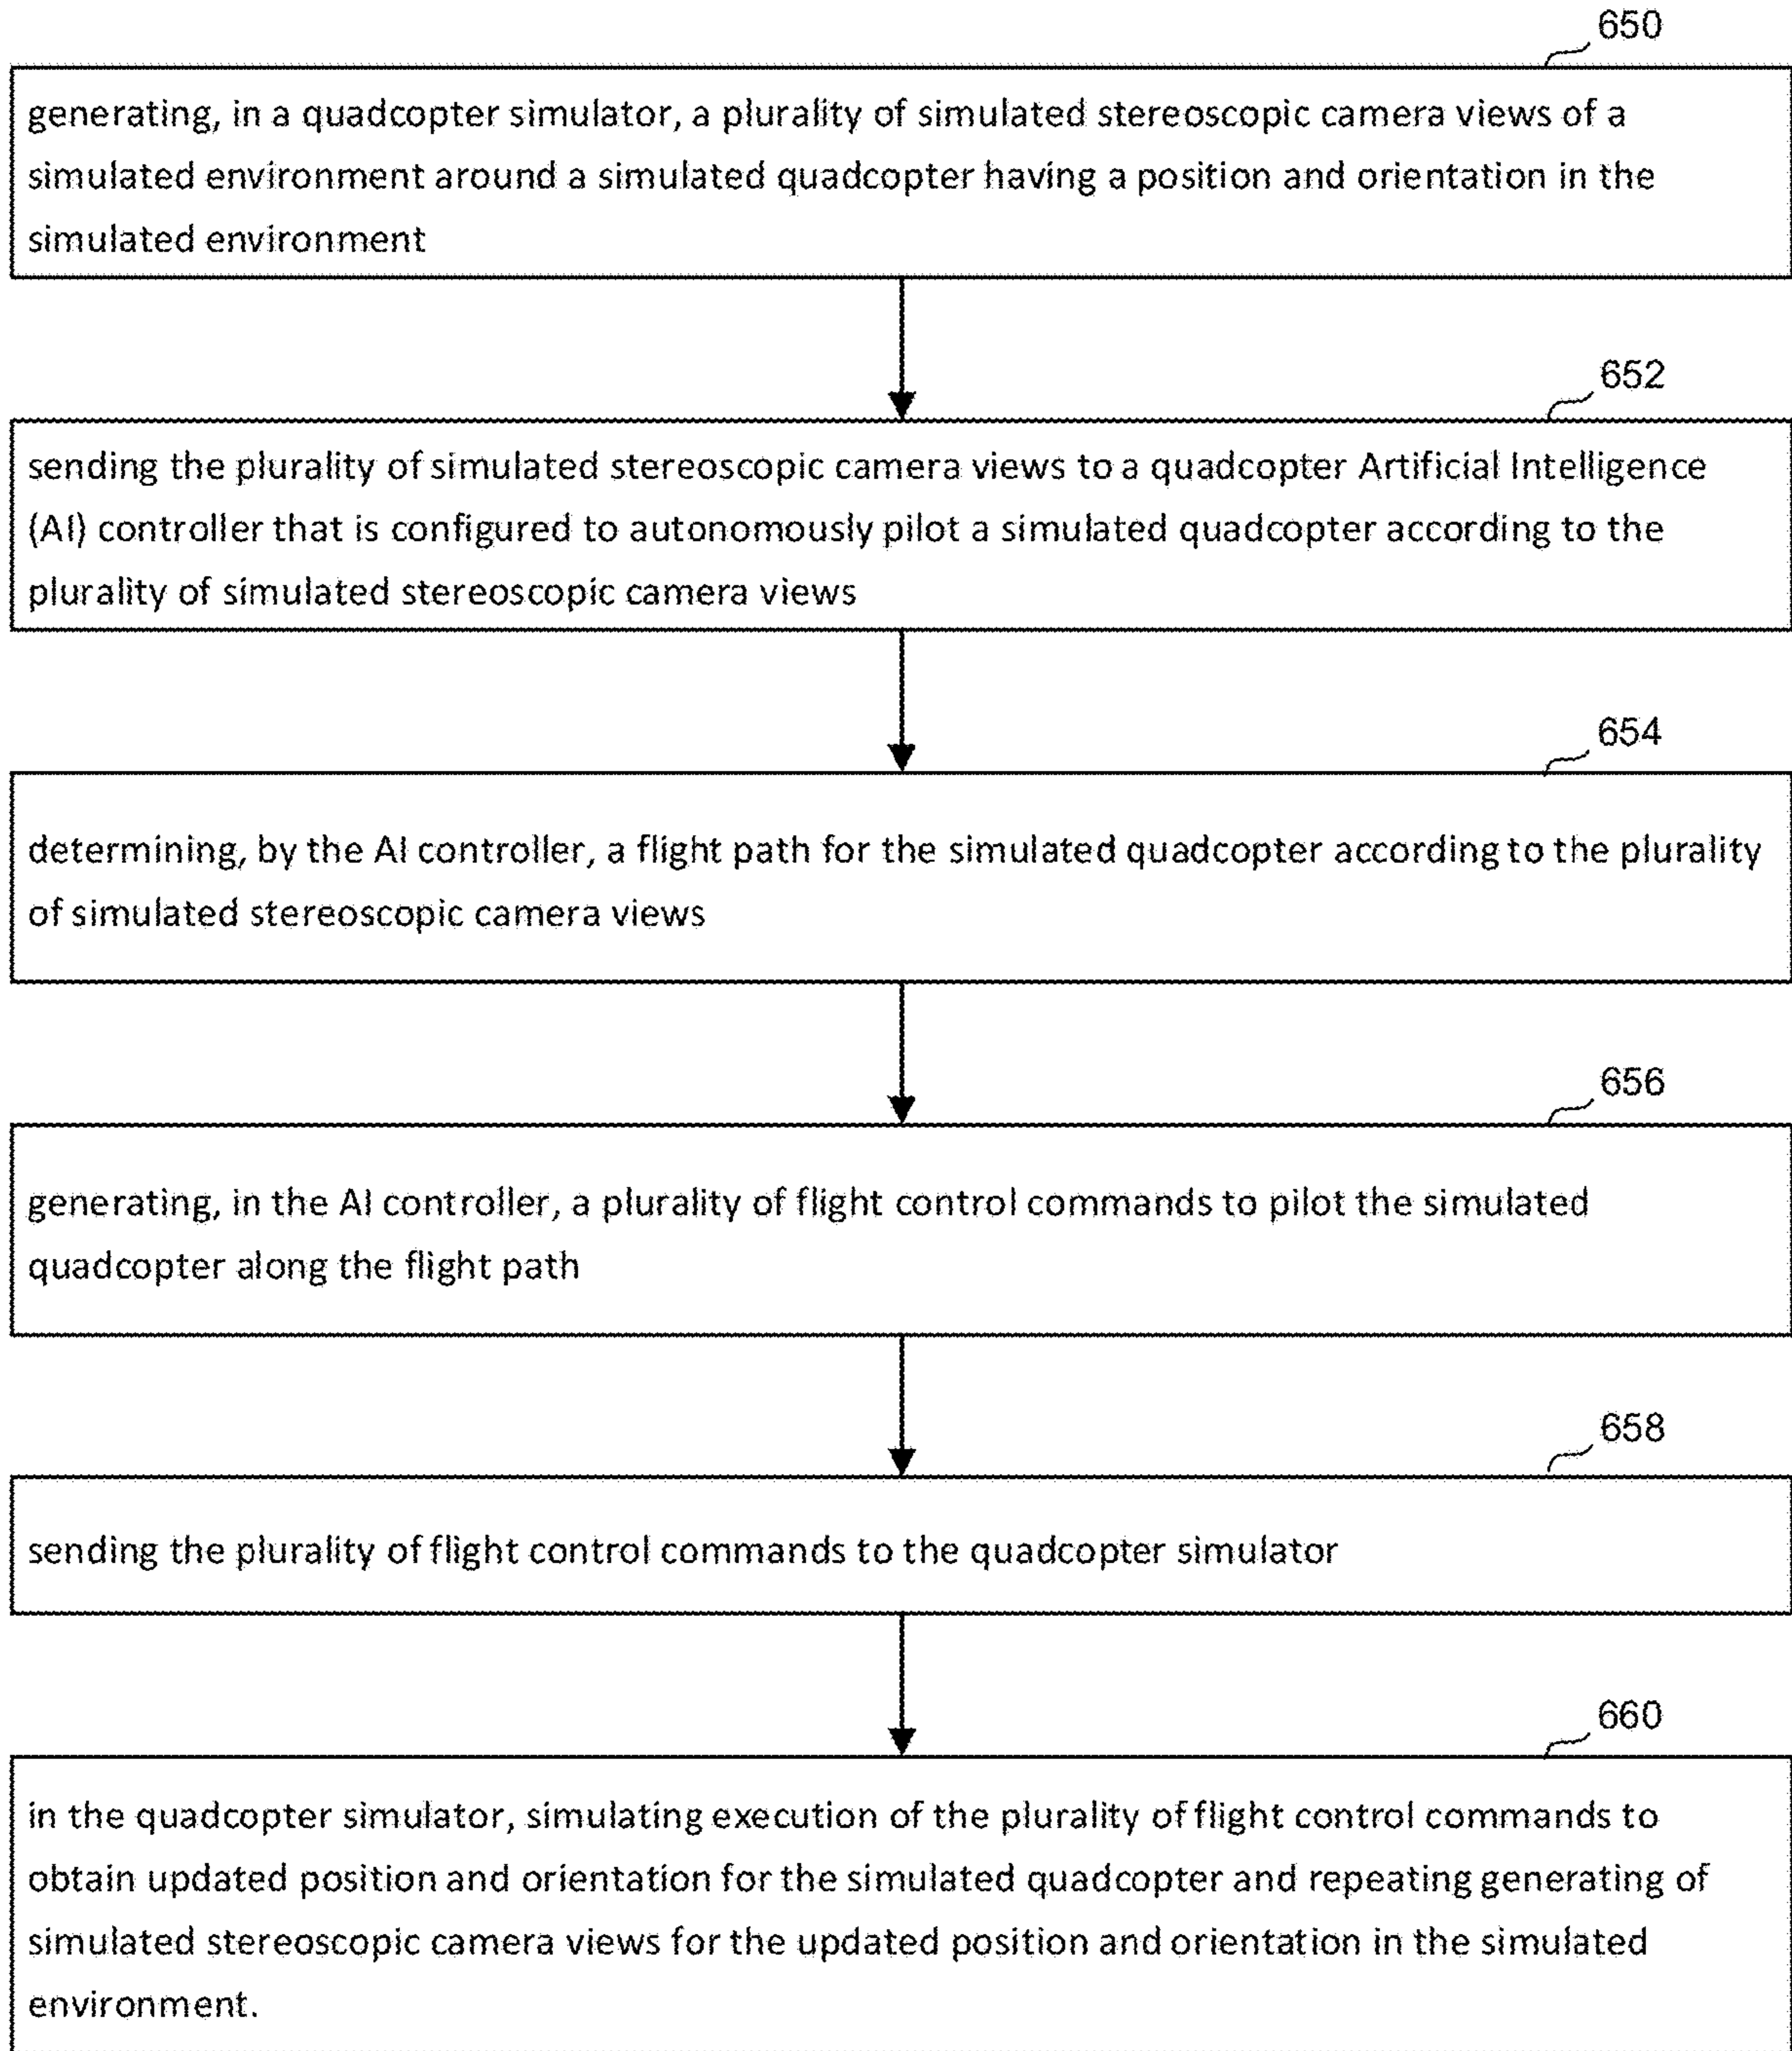 650
generating, in a quadcopter simulator, a plurality of simulated stereoscopic camera views of a
simulated environment around a simulated quadcopter having a position and orientation in the
simulated environment
652
sending the plurality of simulated stereoscopic camera views to a quadcopter Artificial Intelligence
(AI) controller that is configured to autonomously pilot a simulated quadcopter according to the
plurality of simulated stereoscopic camera views
654
determining, by the AI controller, a flight path for the simulated quadcopter according to the plurality
of simulated stereoscopic camera views
656
generating, in the AI controller, a plurality of flight control commands to pilot the simulated
quadcopter along the flight path
658
sending the plurality of flight control commands to the quadcopter simulator
660
in the quadcopter simulator, simulating execution of the plurality of flight control commands to
obtain updated position and orientation for the simulated quadcopter and repeating generating of
simulated stereoscopic camera views for the updated position and orientation in the simulated
environment.